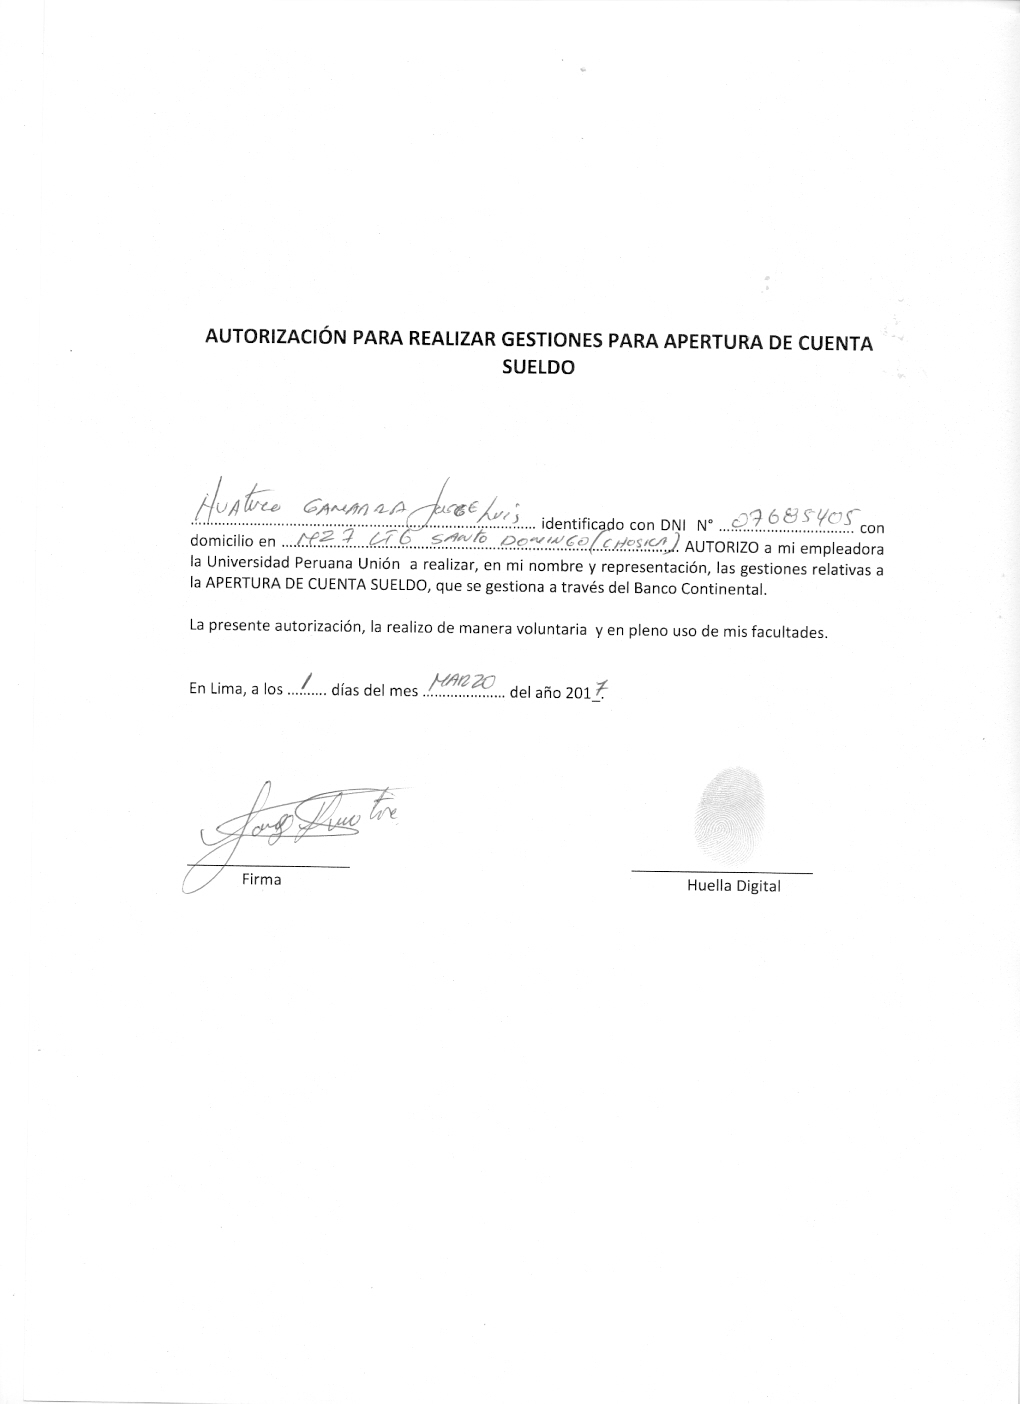 AUTORIZACIÓN PARA REALIZAR GESTIONES PARA APERTURA DE CUENTA
SUELDO
HUATUCO GAMARRA JORGE LUIS identificado con DNI N° 07685405 con
domicilio en MZ 7 LT 6 SANTO DOMINGO (CHOSICA). AUTORIZO a mi empleadora
la Universidad Peruana Unión a realizar, en mi nombre y representación, las gestiones relativas a
la APERTURA DE CUENTA SUELDO, que se gestiona a través del Banco Continental.
La presente autorización, la realizo de manera voluntaria y en pleno uso de mis facultades.
En Lima, a los 1 días del mes MARZO del año 2017.
Firma
Huella Digital